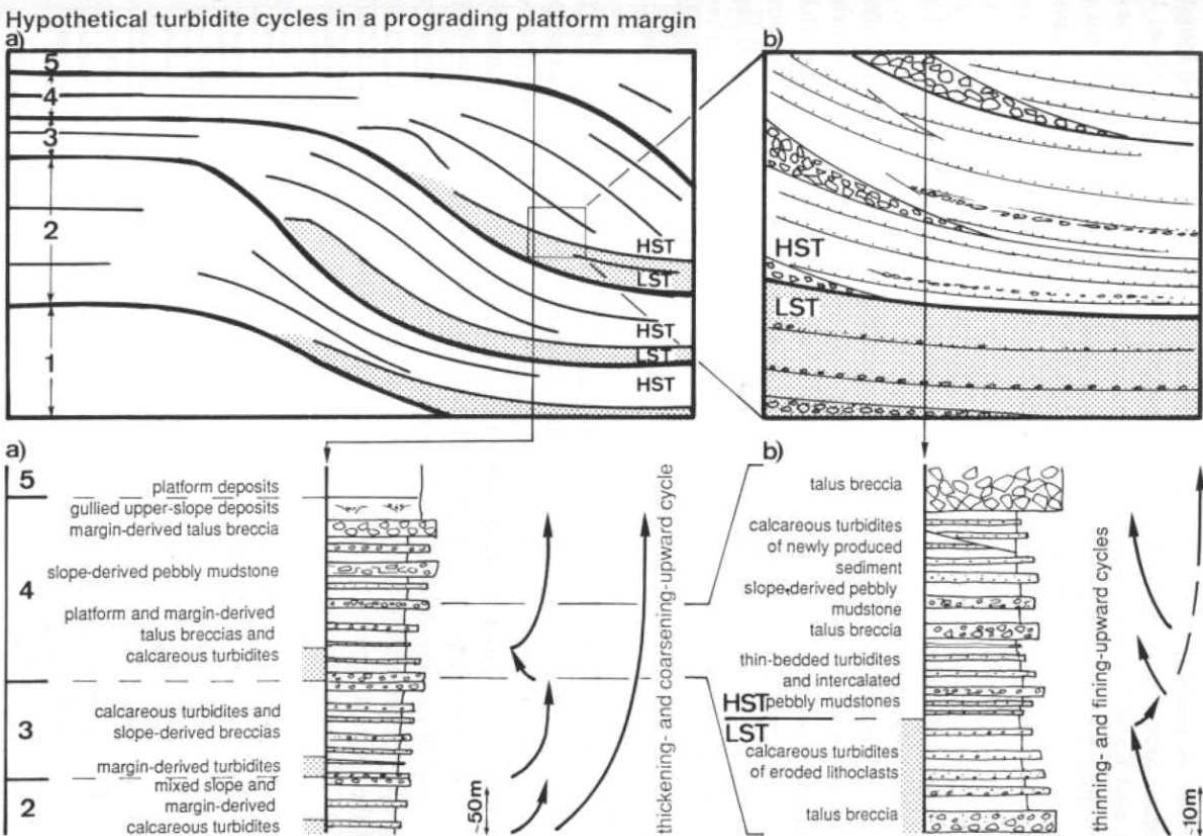 Hypothetical turbidite cycles in a prograding platform margin
a)
5
4
3
2
1
HST
LST
HST
LST
HST
b)
HST
LST
a)
5
4
3
2
platform deposits
gullied upper-slope deposits
margin-derived talus breccia
slope-derived pebbly mudstone
platform and margin-derived
talus breccias and
calcareous turbidites
calcareous turbidites and
slope-derived breccias
margin-derived turbidites
mixed slope and
margin-derived
calcareous turbidites
~50m
thickening- and coarsening-upward cycle
b)
talus breccia
calcareous turbidites
of newly produced
sediment
slope-derived pebbly
mudstone
talus breccia
thin-bedded turbidites
and intercalated
HST pebbly mudstones
LST
calcareous turbidites
of eroded lithoclasts
talus breccia
thinning- and fining-upward cycles
10m